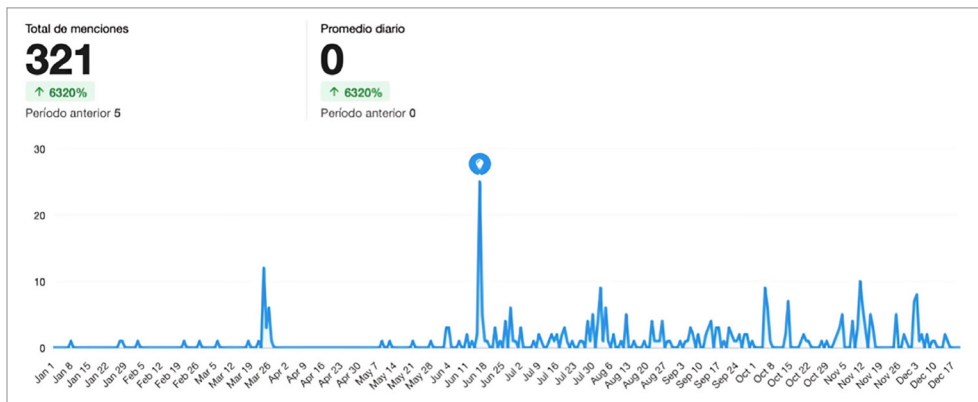 Total de menciones
321
↑ 6320%
Período anterior 5
Promedio diario
0
↑ 6320%
Período anterior 0
30
20
10
0
Jan 1
Jan 8
Jan 15
Jan 22
Jan 29
Feb 5
Feb 12
Feb 19
Feb 26
Mar 5
Mar 12
Mar 19
Mar 26
Apr 2
Apr 9
Apr 16
Apr 23
Apr 30
May 7
May 14
May 21
May 28
Jun 4
Jun 11
Jun 18
Jun 25
Jul 2
Jul 9
Jul 16
Jul 23
Jul 30
Aug 6
Aug 13
Aug 20
Aug 27
Sep 3
Sep 10
Sep 17
Sep 24
Oct 1
Oct 8
Oct 15
Oct 22
Oct 29
Nov 5
Nov 12
Nov 19
Nov 26
Dec 3
Dec 10
Dec 17